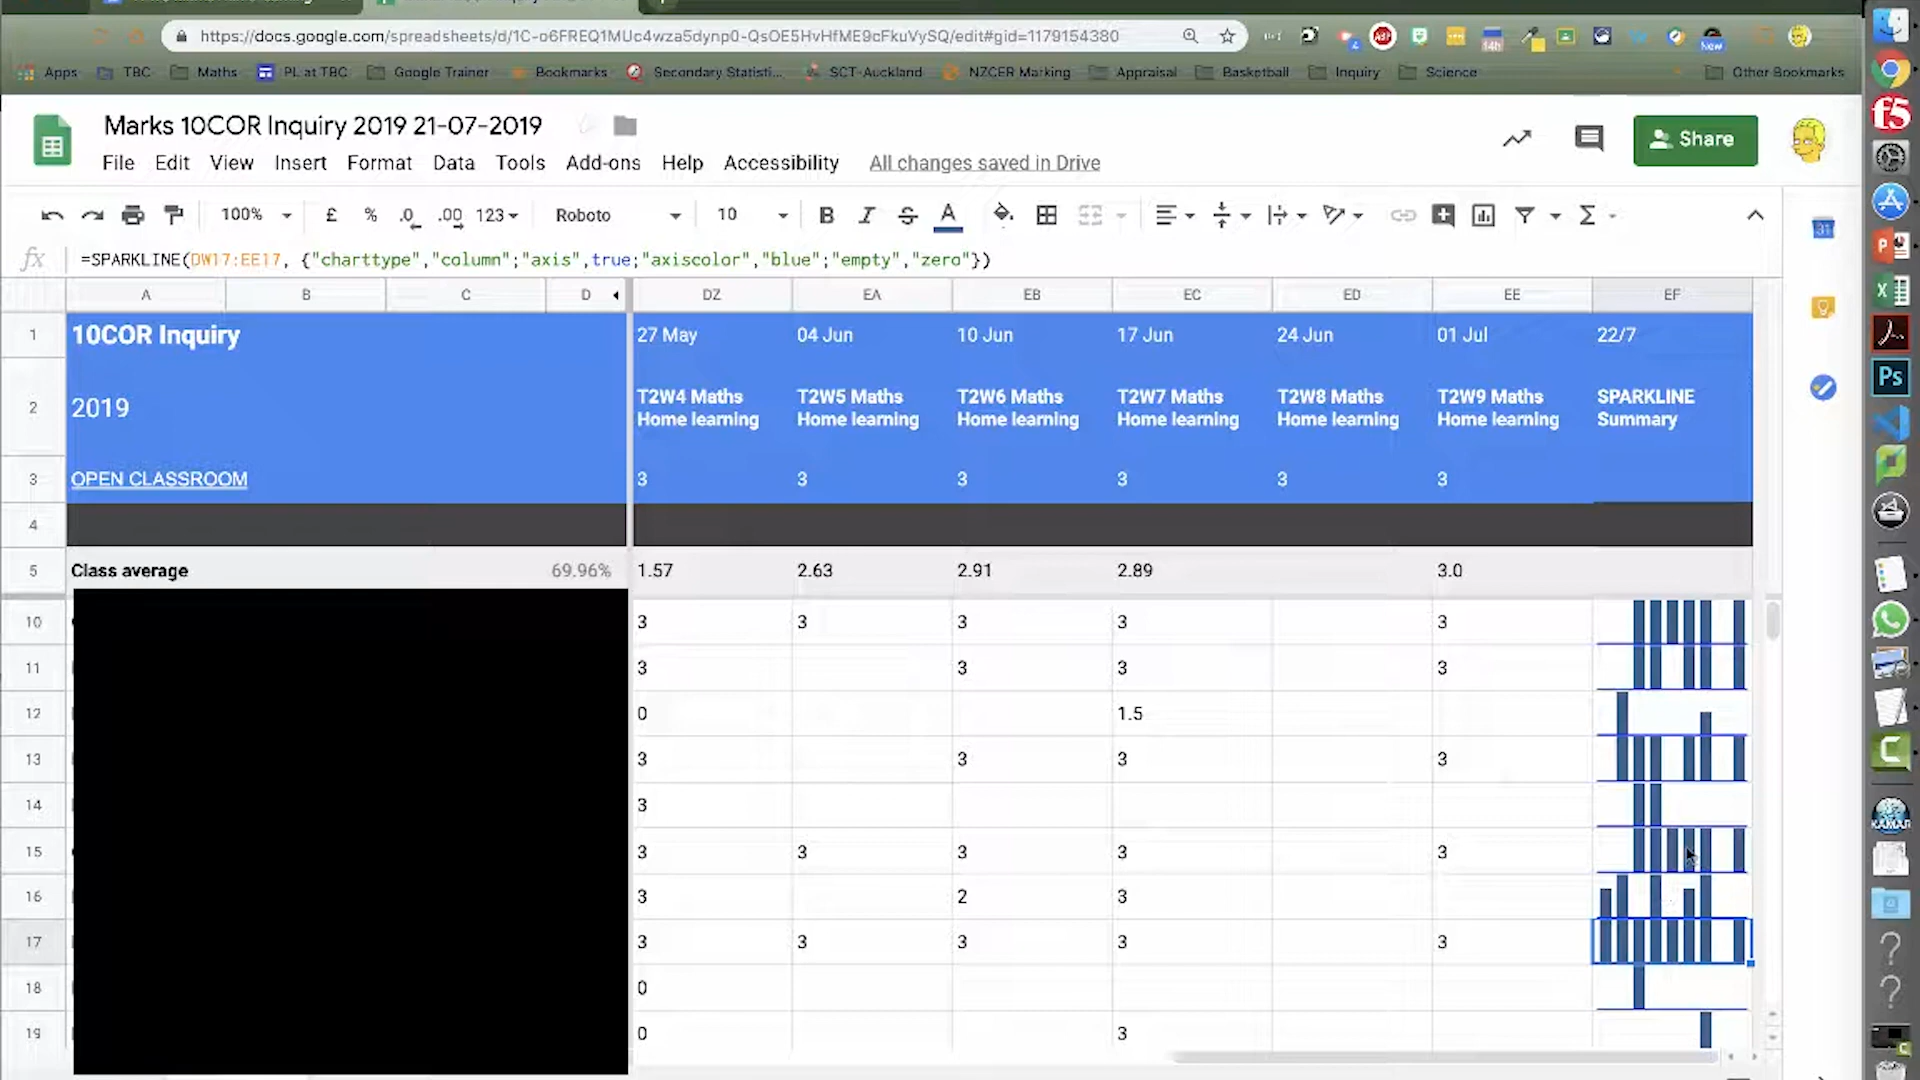 https://docs.google.com/spreadsheets/d/1C-o6FREQ1MUc4wza5dynp0-QsOE5HvHfME9cFkuVySQ/edit#gid=1179154380
Apps TBC Maths PL at TBC Google Trainer Bookmarks Secondary Statisti... SCT-Auckland NZCER Marking Appraisal Basketball Inquiry Science Other Bookmarks
Marks 10COR Inquiry 2019 21-07-2019
Share
File Edit View Insert Format Data Tools Add-ons Help Accessibility All changes saved in Drive
100% £ % .0 .00 123 Roboto 10 B I S A Σ
fx =SPARKLINE(DW17:EE17, {"charttype","column";"axis",true;"axiscolor","blue";"empty","zero"})
A B C D DZ EA EB EC ED EE EF
1 10COR Inquiry 27 May 04 Jun 10 Jun 17 Jun 24 Jun 01 Jul 22/7
2 2019 T2W4 Maths Home learning T2W5 Maths Home learning T2W6 Maths Home learning T2W7 Maths Home learning T2W8 Maths Home learning T2W9 Maths Home learning SPARKLINE Summary
3 OPEN CLASSROOM 3 3 3 3 3 3
4
5 Class average 69.96% 1.57 2.63 2.91 2.89 3.0
10 3 3 3 3 3
11 3 3 3 3
12 0 1.5
13 3 3 3 3
14 3
15 3 3 3 3 3
16 3 2 3
17 3 3 3 3 3
18 0
19 0 3
31
14h
New
4
ABP
f5
P
X
Ps
C
KAMAR
?
?